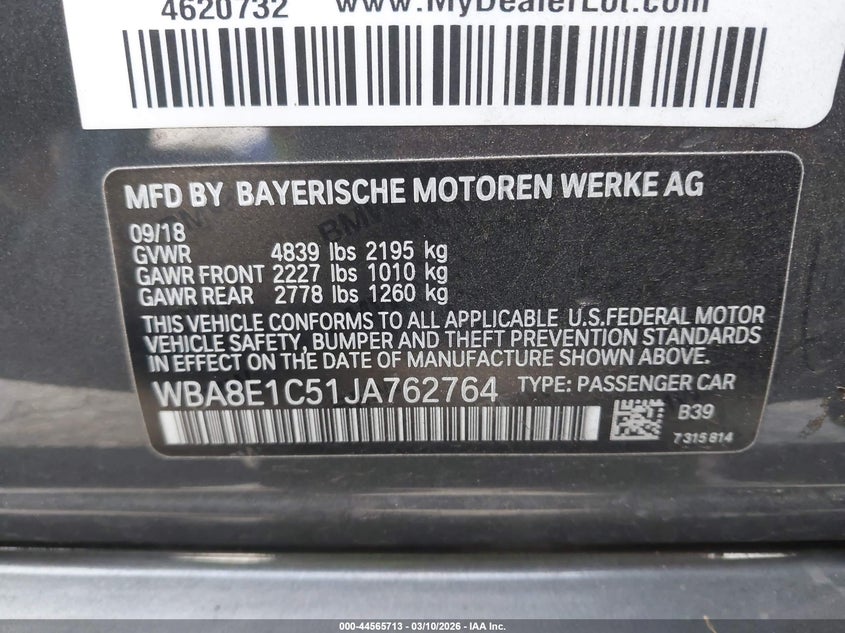 4620732 www.MyDealerLot.com
MFD BY BAYERISCHE MOTOREN WERKE AG
09/18
GVWR 4839 lbs 2195 kg
GAWR FRONT 2227 lbs 1010 kg
GAWR REAR 2778 lbs 1260 kg
THIS VEHICLE CONFORMS TO ALL APPLICABLE U.S.FEDERAL MOTOR
VEHICLE SAFETY, BUMPER AND THEFT PREVENTION STANDARDS
IN EFFECT ON THE DATE OF MANUFACTURE SHOWN ABOVE.
WBA8E1C51JA762764 TYPE: PASSENGER CAR
B39
7315814
000-44565713 - 03/10/2026 - IAA Inc.